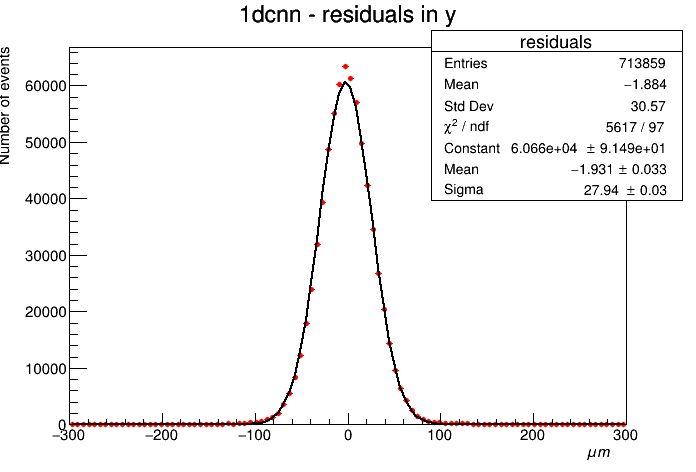 1dcnn - residuals in y
Number of events
residuals
Entries 713859
Mean −1.884
Std Dev 30.57
χ² / ndf 5617 / 97
Constant 6.066e+04 ± 9.149e+01
Mean −1.931 ± 0.033
Sigma 27.94 ± 0.03
60000
50000
40000
30000
20000
10000
0
−300 −200 −100 0 100 200 300
μm